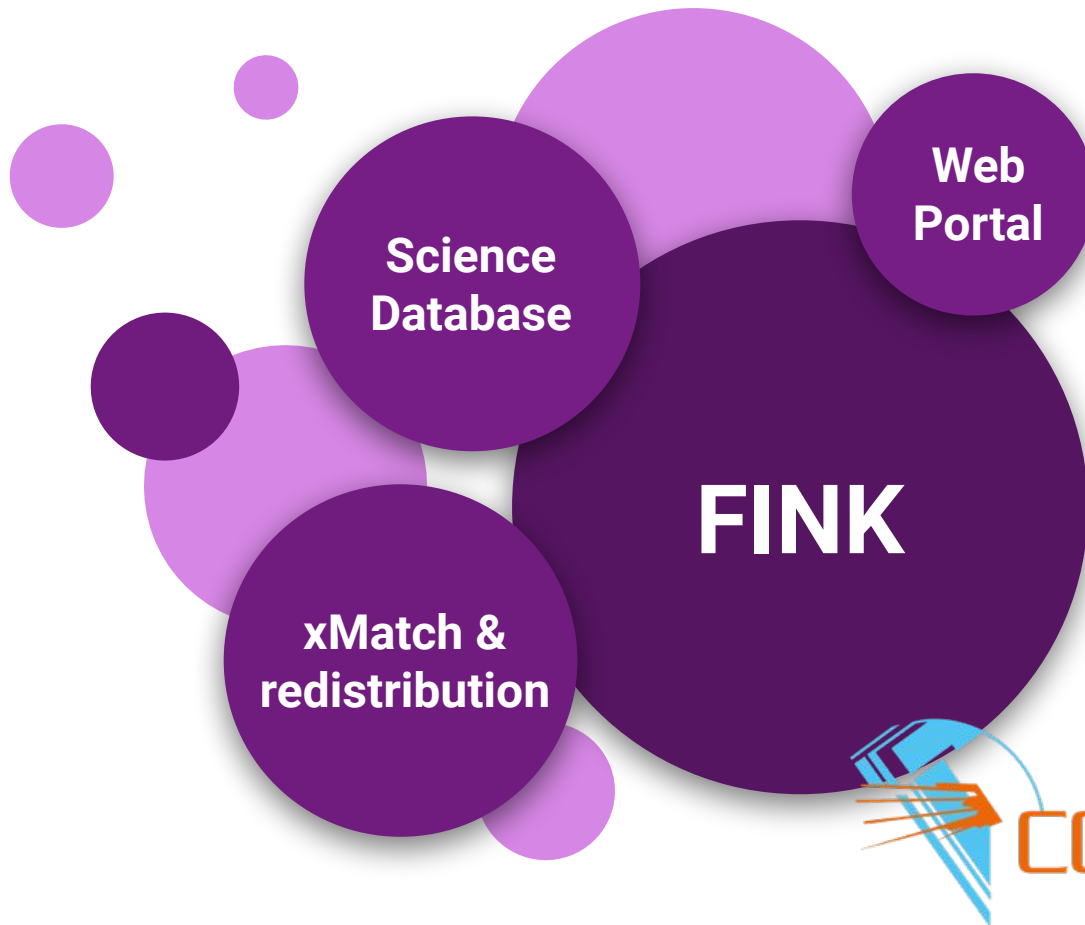 Web
Portal
Science
Database
FINK
xMatch &
redistribution